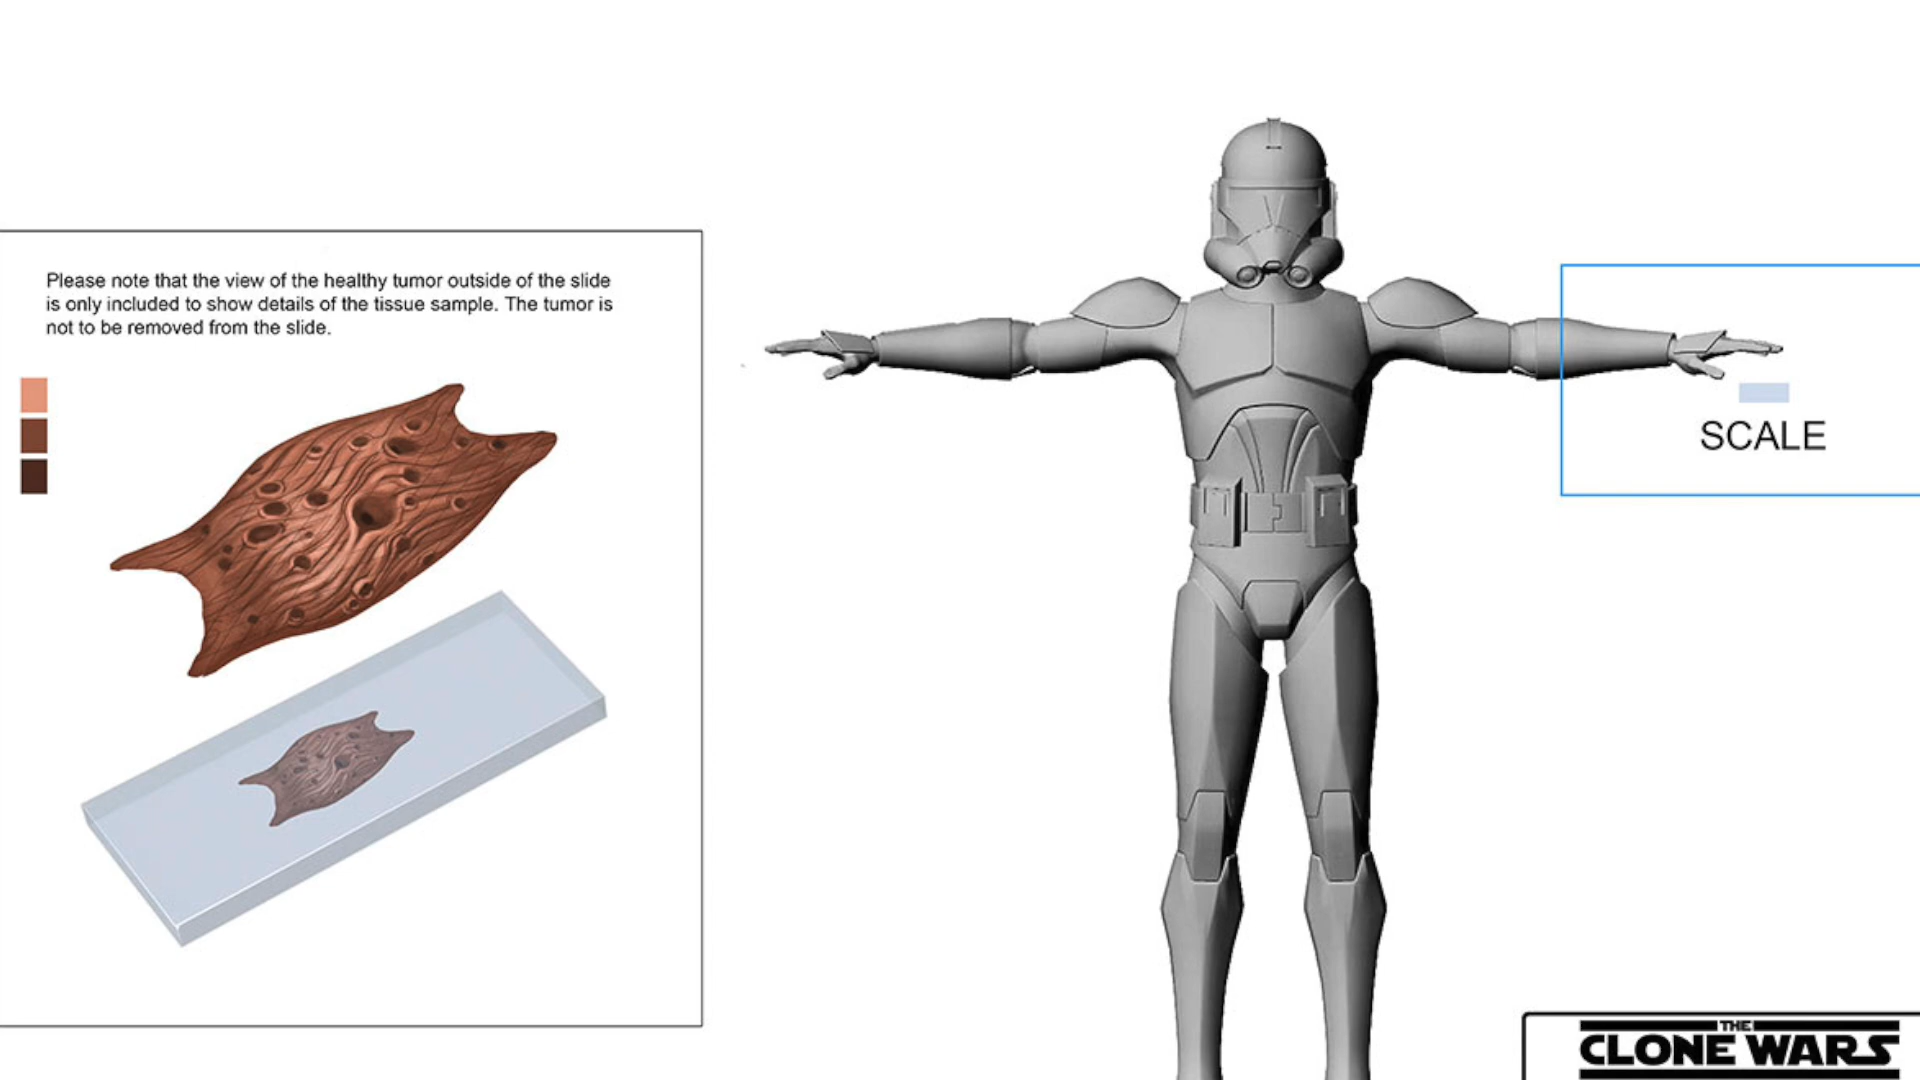 Please note that the view of the healthy tumor outside of the slide
is only included to show details of the tissue sample. The tumor is
not to be removed from the slide.
SCALE
THE
CLONE WARS